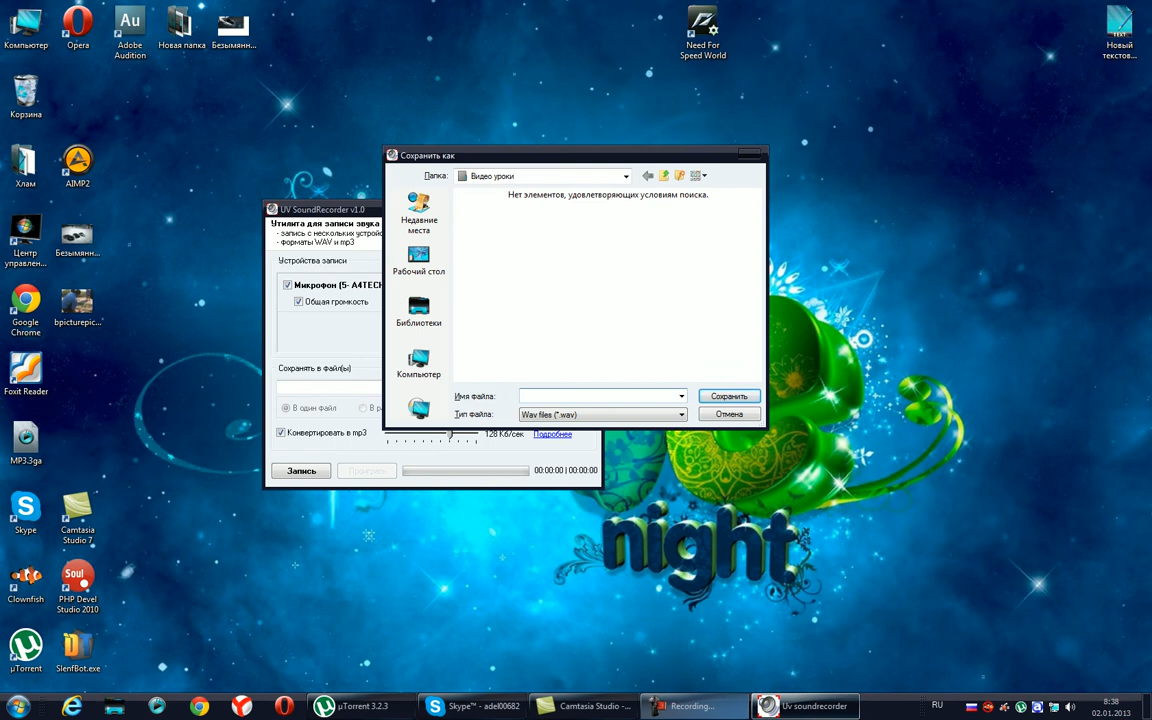 Компьютер
Opera
Adobe
Audition
Новая папка
Безымянн...
Need For
Speed World
Новый
текстов...
Корзина
Хлам
AIMP2
Центр
управлен...
Безымянн...
Google
Chrome
bpicturepic...
Foxit Reader
MP3.3ga
Skype
Camtasia
Studio 7
Clownfish
PHP Devel
Studio 2010
µTorrent
SlenfBot.exe
Au
TEXT
Soul
Сохранить как
Папка:
Видео уроки
Нет элементов, удовлетворяющих условиям поиска.
Недавние
места
Рабочий стол
Библиотеки
Компьютер
Имя файла:
Сохранить
Тип файла:
Wav files (*.wav)
Отмена
UV SoundRecorder v1.0
Утилита для записи звука
- запись с нескольких устрой
- форматы WAV и mp3
Устройства записи
Микрофон (5- A4TECH
Общая громкость
Сохранять в файл(ы)
В один файл
В р
Конвертировать в mp3
128 Кб/сек
Подробнее
Запись
Проиграть
00:00:00 | 00:00:00
night
µTorrent 3.2.3
Skype™ - adel00682
Camtasia Studio -...
Recording...
Uv soundrecorder
RU
8:38
02.01.2013